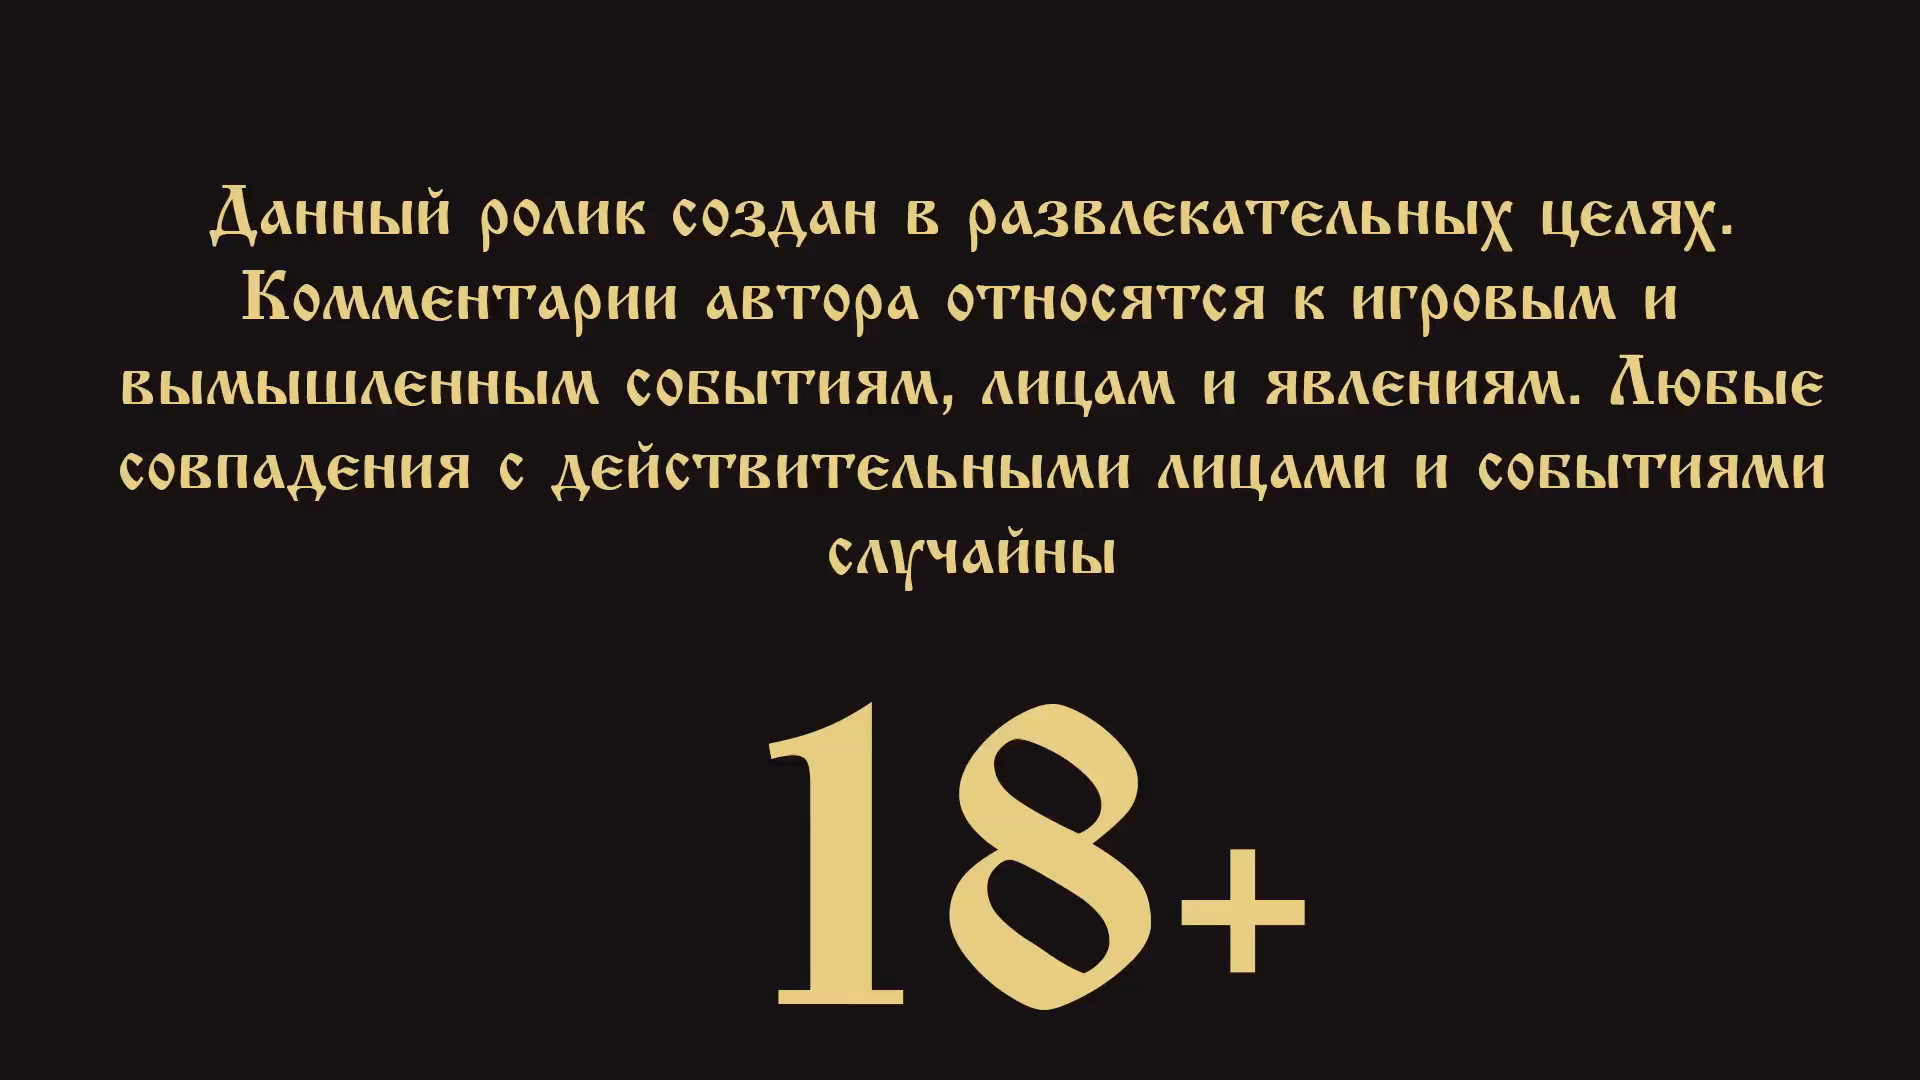 Данный ролик создан в развлекательных целях.
Комментарии автора относятся к игровым и
вымышленным событиям, лицам и явлениям. Любые
совпадения с действительными лицами и событиями
случайны
18+